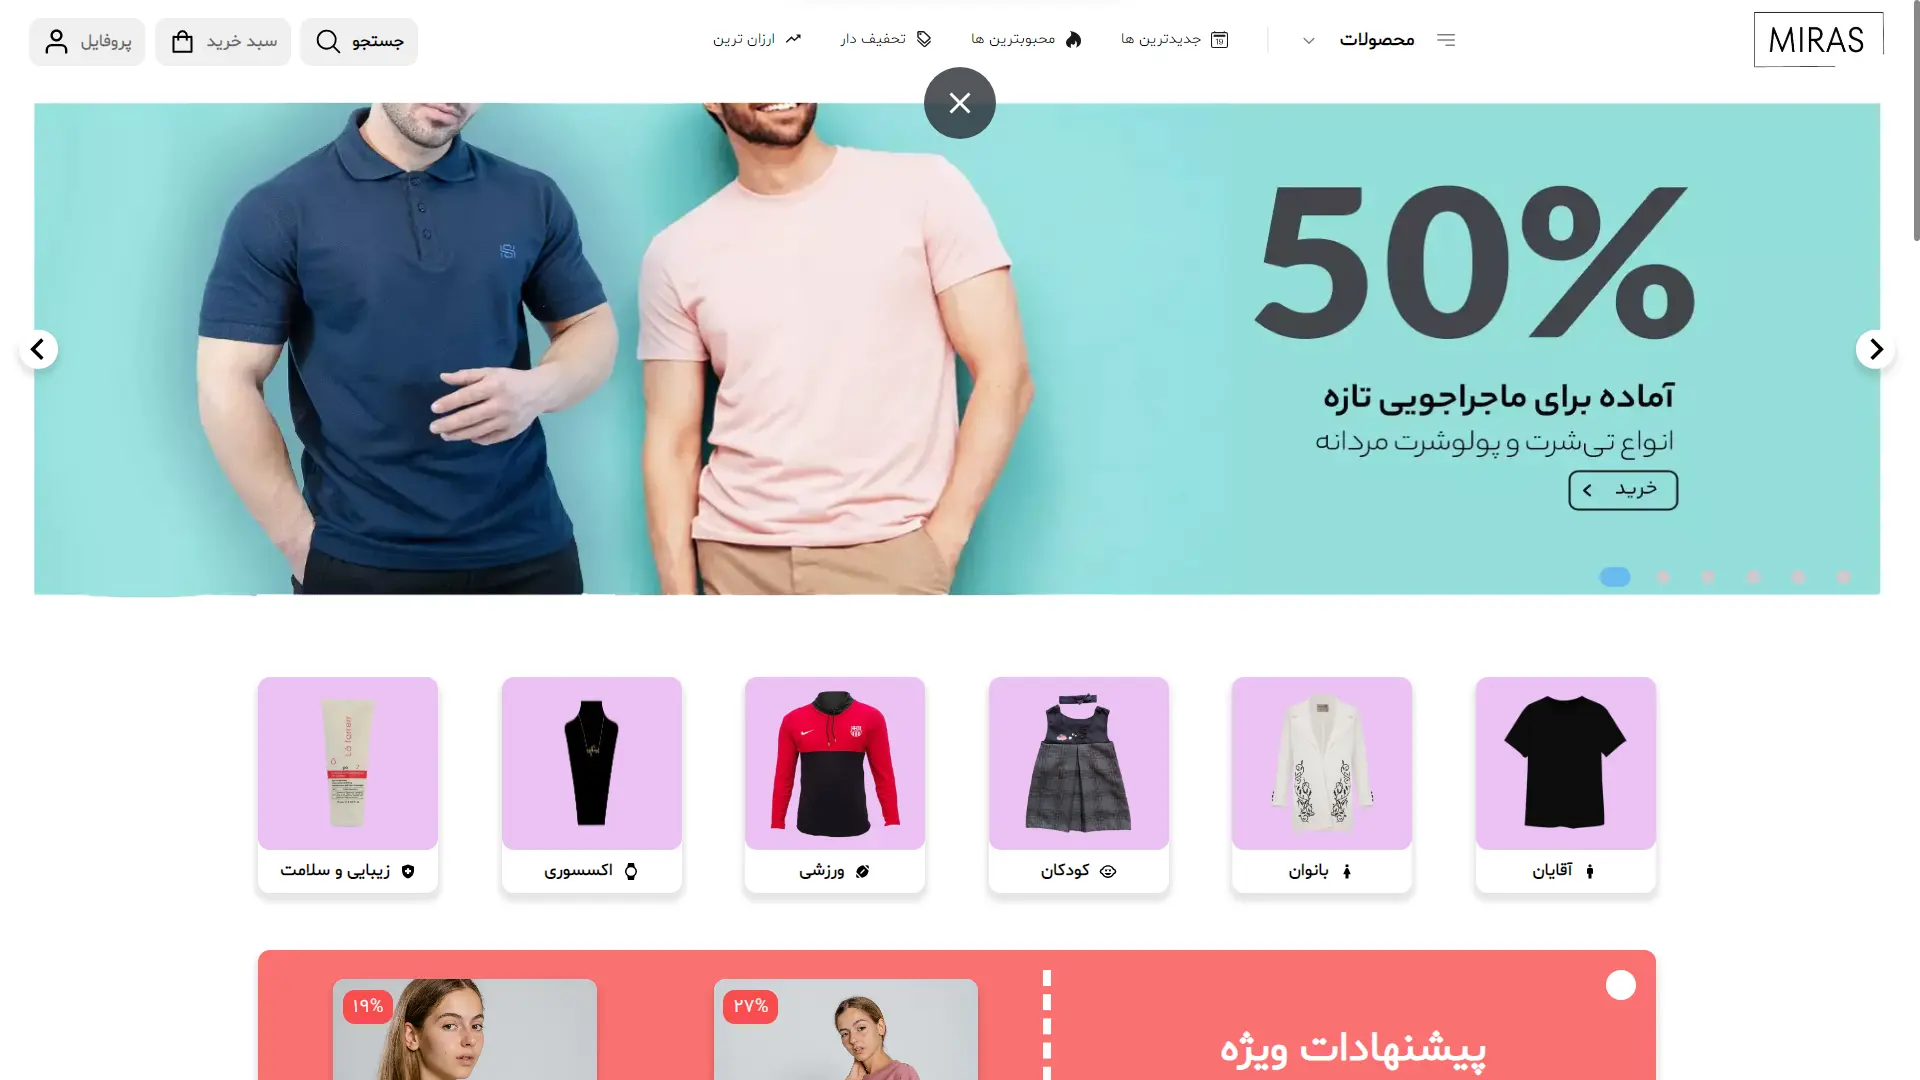 MIRAS
محصولات
جدیدترین ها
محبوبترین ها
تخفیف دار
ارزان ترین
جستجو
سبد خرید
پروفایل
50%
آماده برای ماجراجویی تازه
انواع تی‌شرت و پولوشرت مردانه
خرید
آقایان
بانوان
کودکان
ورزشی
اکسسوری
زیبایی و سلامت
پیشنهادات ویژه
۲۷%
۱۹%